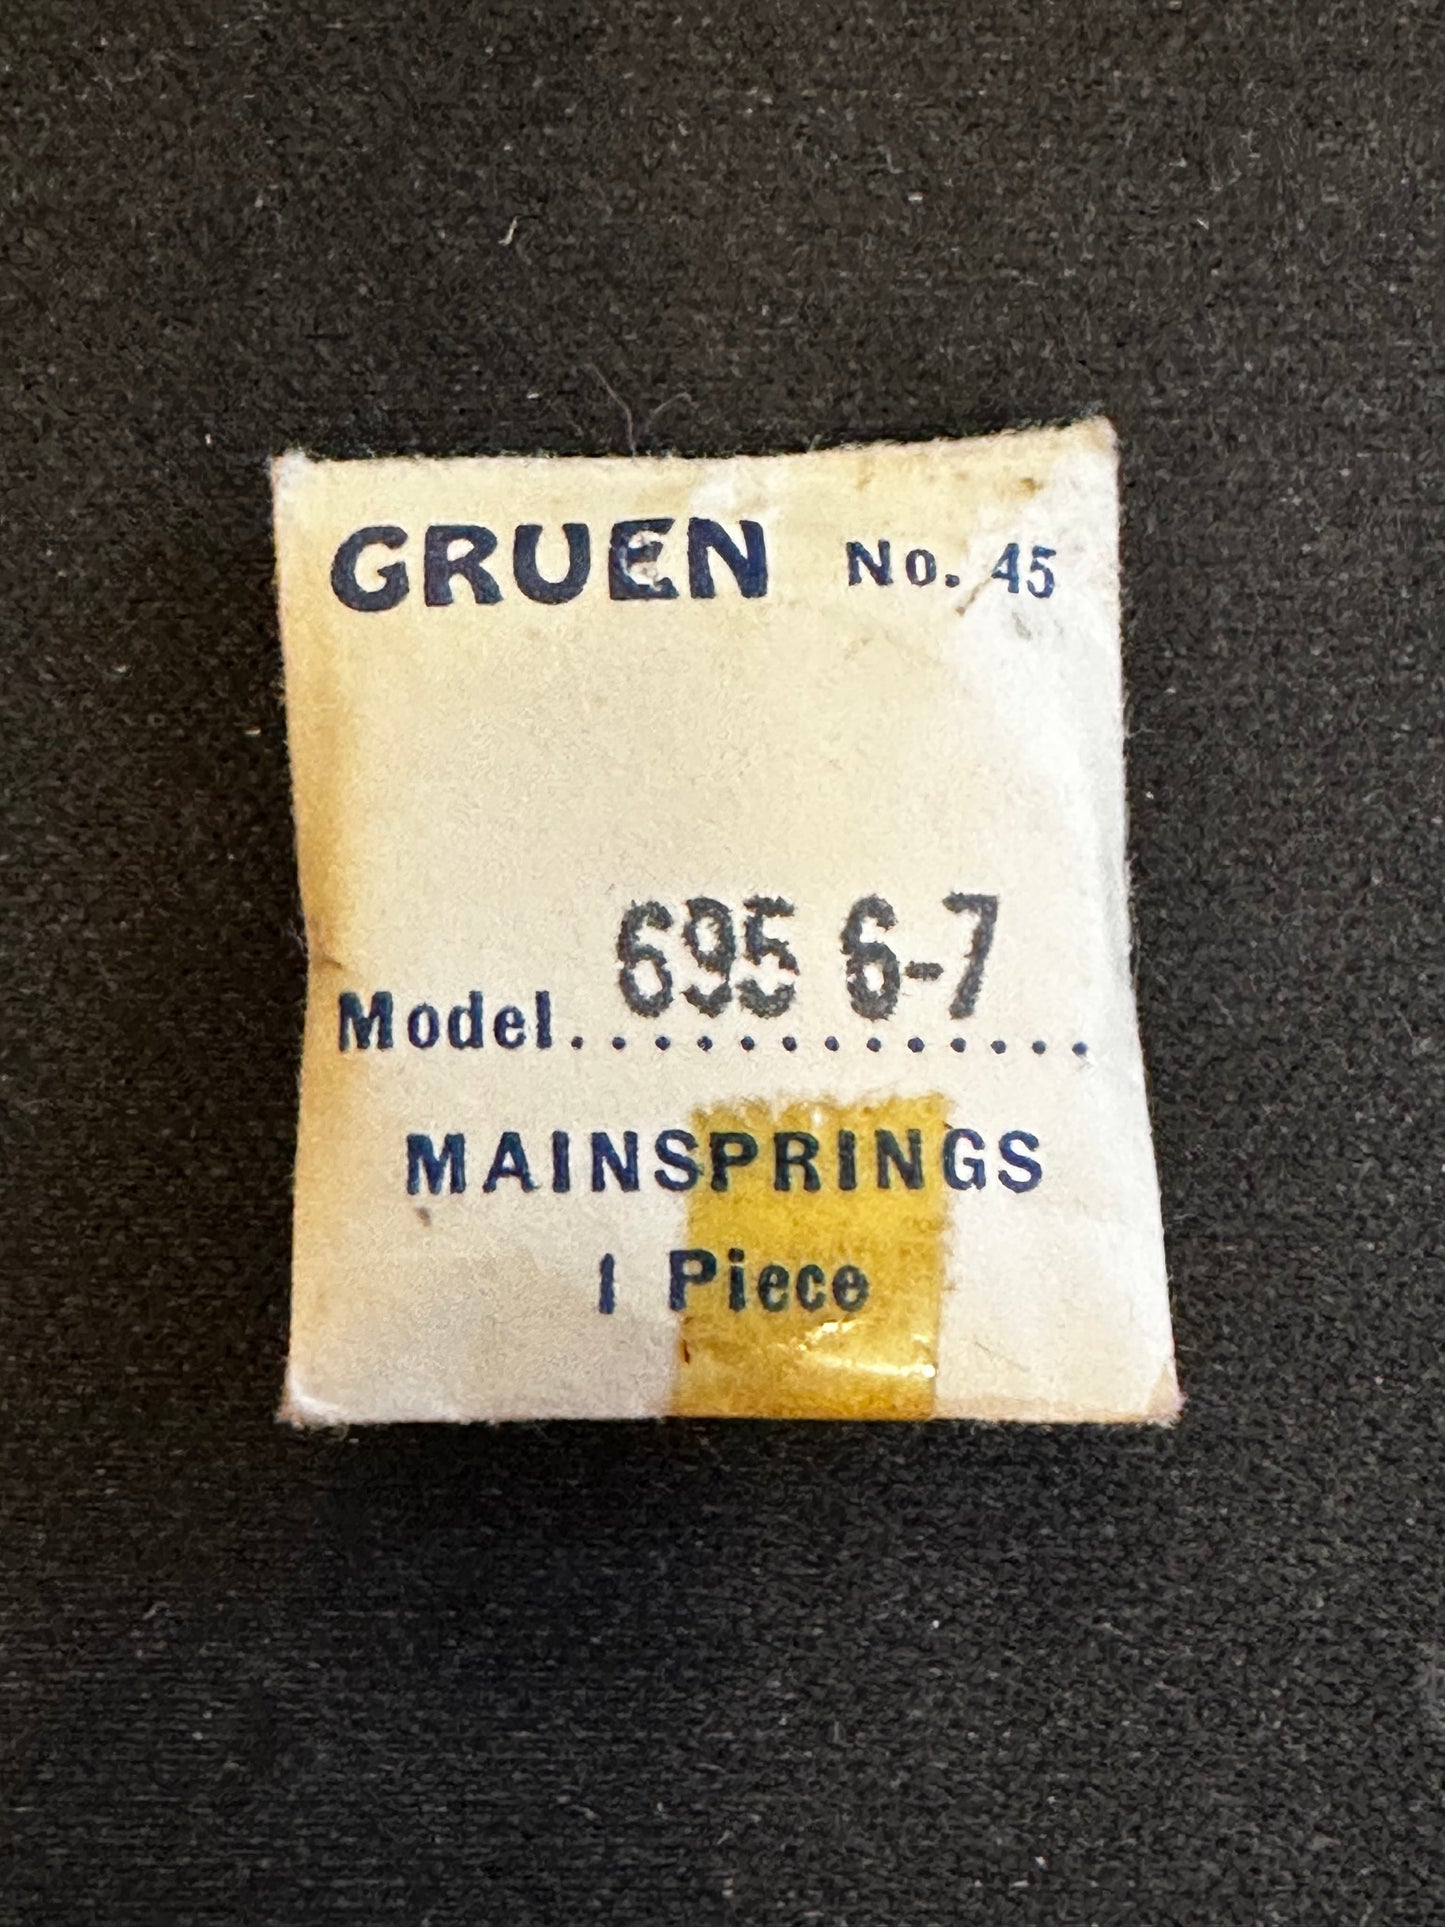 GRUEN No. 45
Model............... 695 6-7
MAINSPRINGS
1 Piece